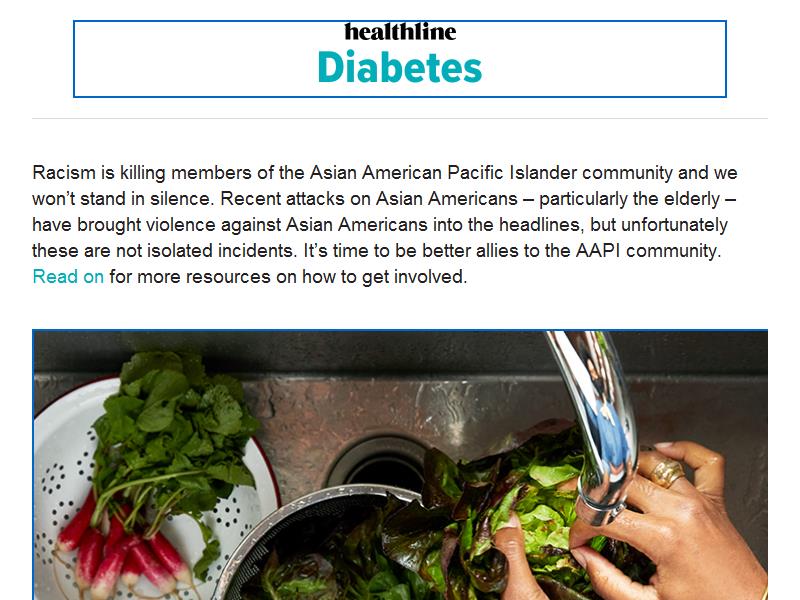 healthline
Diabetes
Racism is killing members of the Asian American Pacific Islander community and we
won’t stand in silence. Recent attacks on Asian Americans – particularly the elderly –
have brought violence against Asian Americans into the headlines, but unfortunately
these are not isolated incidents. It’s time to be better allies to the AAPI community.
Read on for more resources on how to get involved.